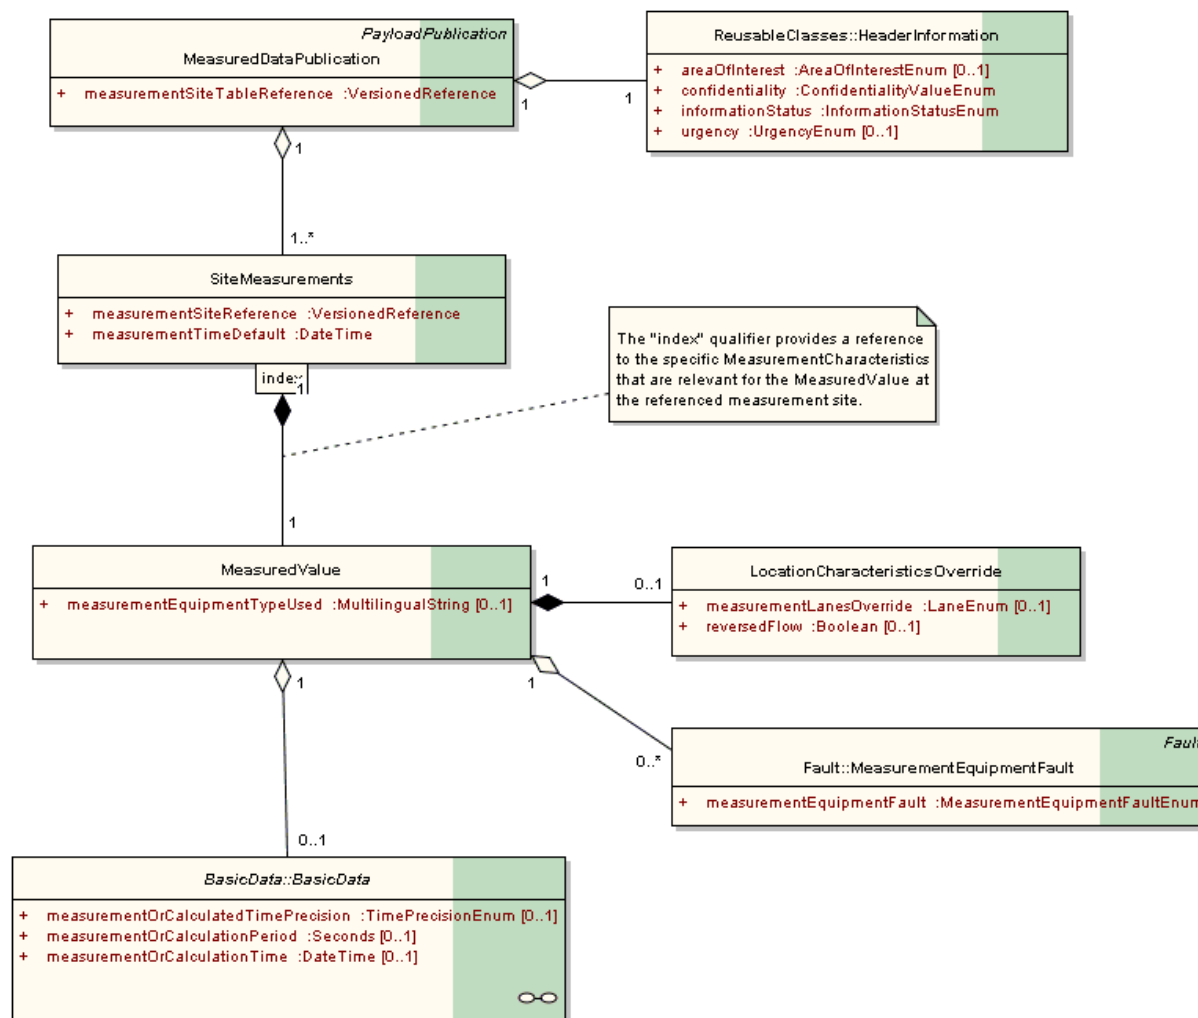 PayloadPublication
MeasuredDataPublication
+ measurementSiteTableReference :VersionedReference
ReusableClasses::HeaderInformation
+ areaOfInterest :AreaOfInterestEnum [0..1]
+ confidentiality :ConfidentialityValueEnum
+ informationStatus :InformationStatusEnum
+ urgency :UrgencyEnum [0..1]
1
1
1
1..*
SiteMeasurements
+ measurementSiteReference :VersionedReference
+ measurementTimeDefault :DateTime
index
1
The "index" qualifier provides a reference
to the specific MeasurementCharacteristics
that are relevant for the MeasuredValue at
the referenced measurement site.
1
MeasuredValue
+ measurementEquipmentTypeUsed :MultilingualString [0..1]
1
0..1
LocationCharacteristicsOverride
+ measurementLanesOverride :LaneEnum [0..1]
+ reversedFlow :Boolean [0..1]
1
1
0..*
Fault
Fault::MeasurementEquipmentFault
+ measurementEquipmentFault :MeasurementEquipmentFaultEnum
0..1
BasicData::BasicData
+ measurementOrCalculatedTimePrecision :TimePrecisionEnum [0..1]
+ measurementOrCalculationPeriod :Seconds [0..1]
+ measurementOrCalculationTime :DateTime [0..1]